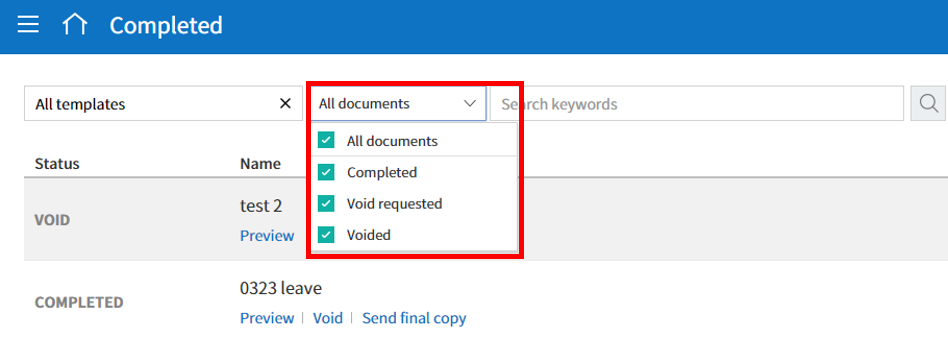 Completed
All templates
All documents
Search keywords
All documents
Completed
Void requested
Voided
Status Name
VOID
test 2
Preview
COMPLETED
0323 leave
Preview | Void | Send final copy